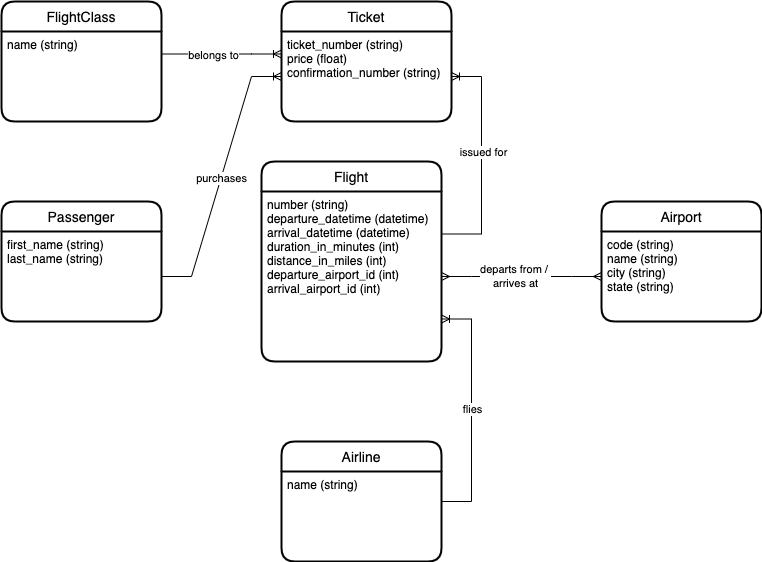 FlightClass
name (string)
Ticket
ticket_number (string)
price (float)
confirmation_number (string)
belongs to
purchases
issued for
Passenger
first_name (string)
last_name (string)
Flight
number (string)
departure_datetime (datetime)
arrival_datetime (datetime)
duration_in_minutes (int)
distance_in_miles (int)
departure_airport_id (int)
arrival_airport_id (int)
departs from /
arrives at
Airport
code (string)
name (string)
city (string)
state (string)
flies
Airline
name (string)